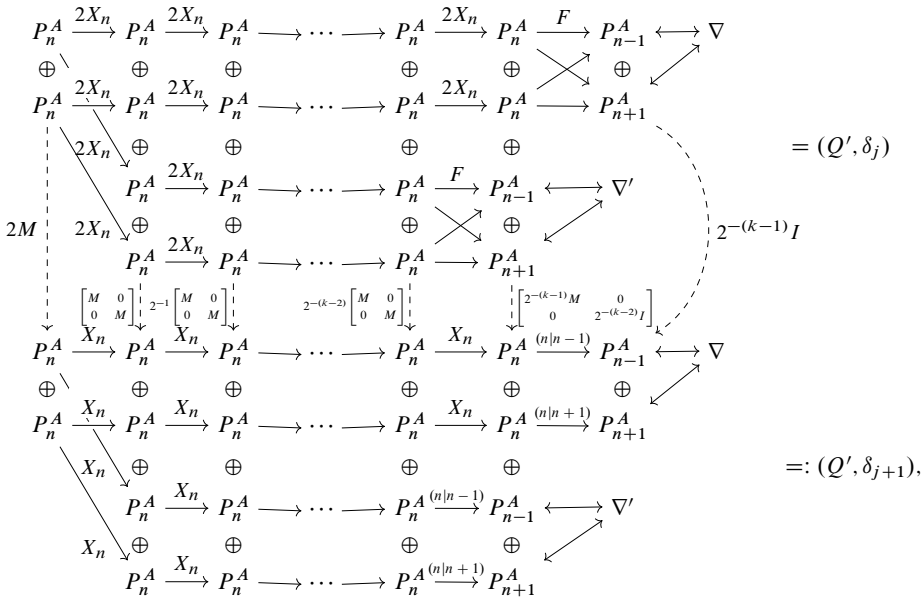 2X_n 2X_n 2X_n F
P_n^A P_n^A P_n^A ⋯ P_n^A P_n^A P_{n-1}^A ∇
⊕ ⊕ ⊕ ⊕ ⊕ ⊕
2X_n 2X_n 2X_n
P_n^A P_n^A P_n^A ⋯ P_n^A P_n^A P_{n+1}^A
2X_n ⊕ ⊕ ⊕ ⊕ = (Q′, δ_j)
2X_n F
P_n^A P_n^A ⋯ P_n^A P_{n-1}^A ∇′
2M 2X_n ⊕ ⊕ ⊕ ⊕ 2^{-(k-1)}I
2X_n
P_n^A P_n^A ⋯ P_n^A P_{n+1}^A
[M 0 0 M] 2^{-1}[M 0 0 M] 2^{-(k-2)}[M 0 0 M] [2^{-(k-1)}M 0 0 2^{-(k-2)}I]
X_n X_n X_n (n|n−1)
P_n^A P_n^A P_n^A ⋯ P_n^A P_n^A P_{n-1}^A ∇
⊕ ⊕ ⊕ ⊕ ⊕ ⊕
X_n X_n X_n (n|n+1)
P_n^A P_n^A P_n^A ⋯ P_n^A P_n^A P_{n+1}^A
X_n ⊕ ⊕ ⊕ ⊕ =: (Q′, δ_{j+1}),
X_n (n|n−1)
P_n^A P_n^A ⋯ P_n^A P_{n-1}^A ∇′
X_n ⊕ ⊕ ⊕ ⊕
X_n (n|n+1)
P_n^A P_n^A ⋯ P_n^A P_{n+1}^A